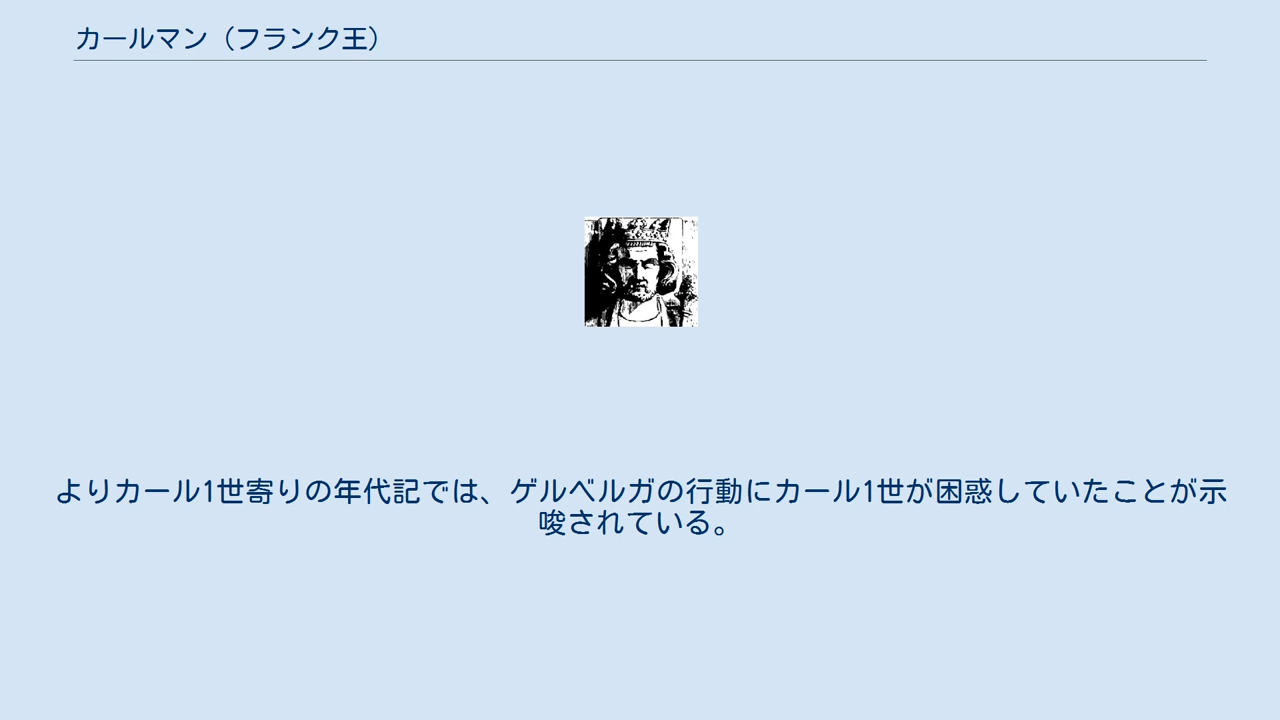 カールマン（フランク王）
よりカール1世寄りの年代記では、ゲルベルガの行動にカール1世が困惑していたことが示
唆されている。